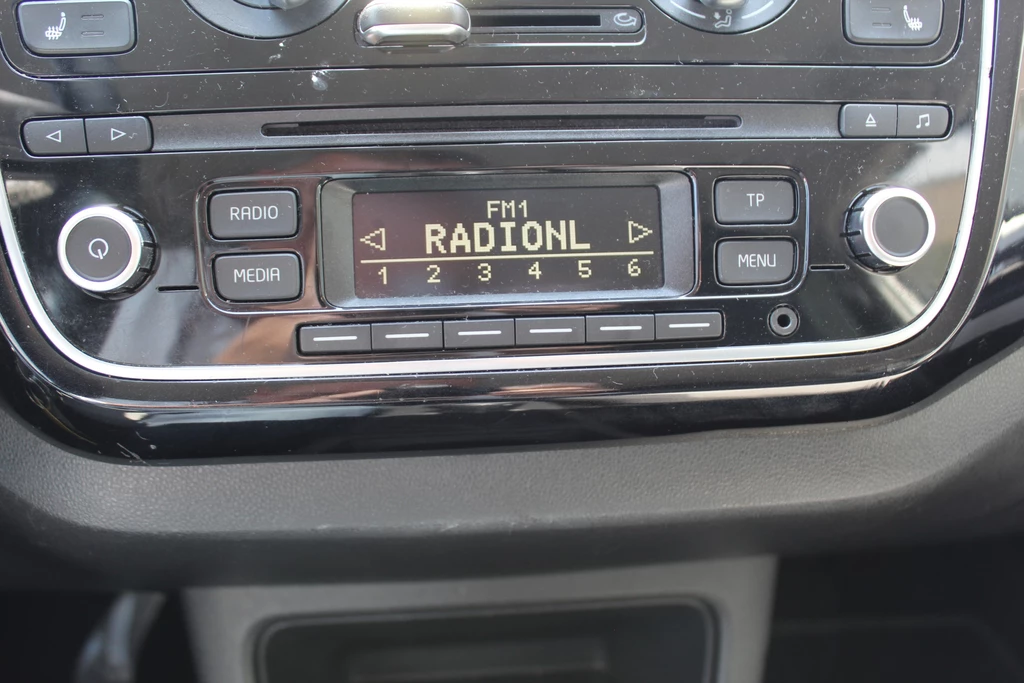 RADIO
MEDIA
FM1
RADIONL
1 2 3 4 5 6
TP
MENU